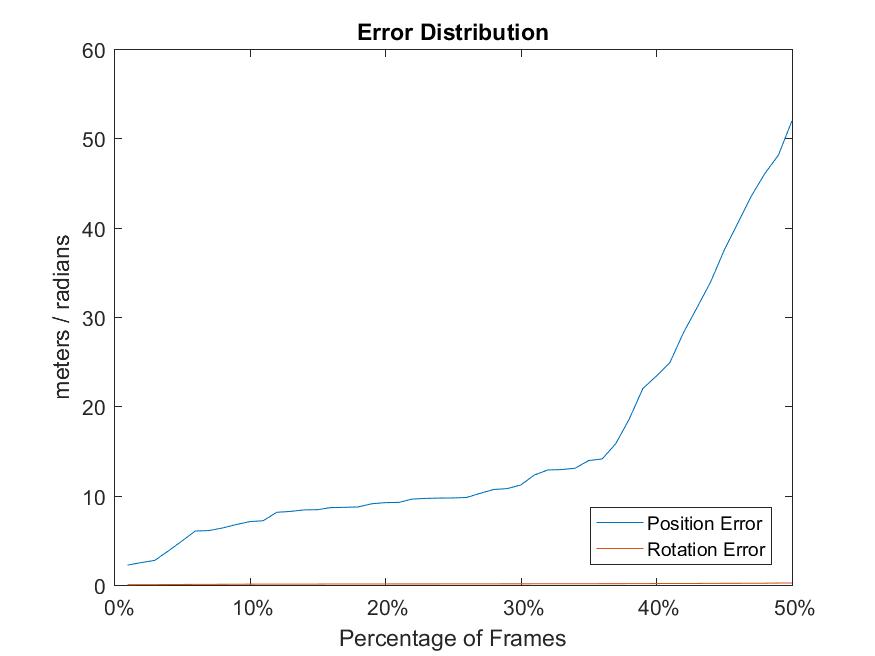 Error Distribution
60
50
40
30
20
10
0
meters / radians
Position Error
Rotation Error
0% 10% 20% 30% 40% 50%
Percentage of Frames